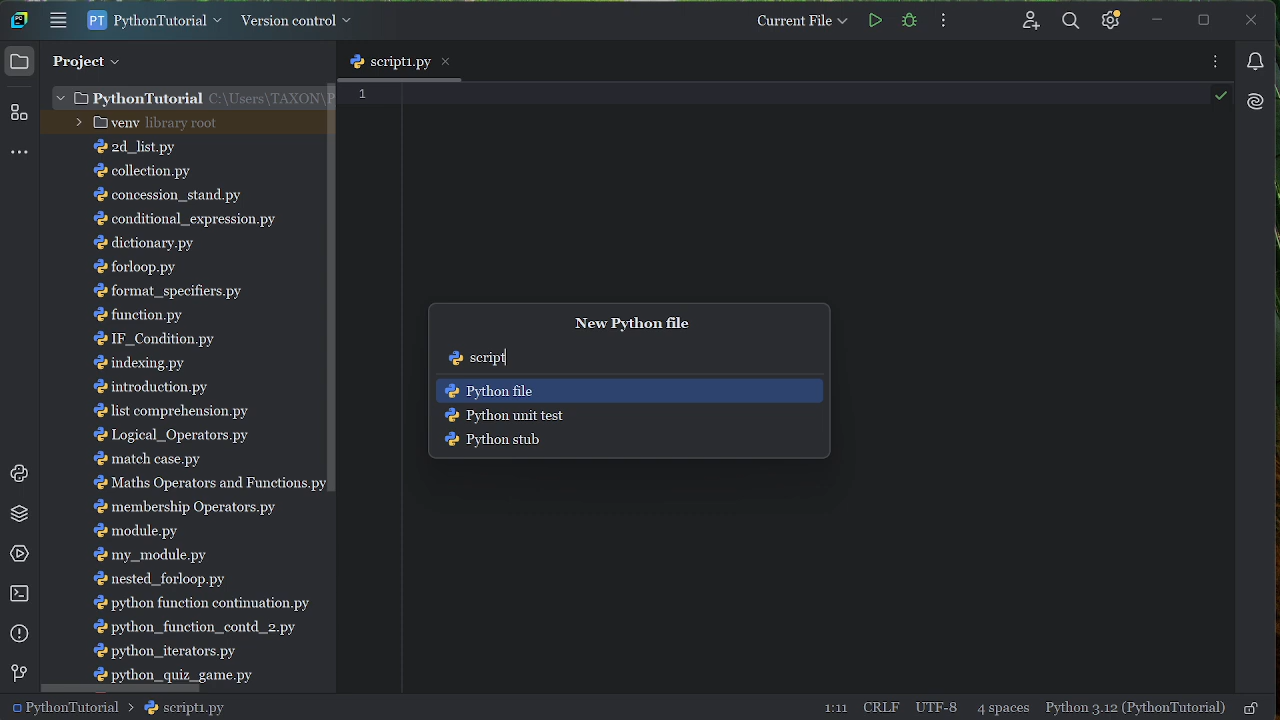 PC
PT PythonTutorial Version control Current File
Project
script1.py
PythonTutorial C:\Users\TAXON\P
1
venv library root
2d_list.py
collection.py
concession_stand.py
conditional_expression.py
dictionary.py
forloop.py
format_specifiers.py
function.py
IF_Condition.py
indexing.py
introduction.py
list comprehension.py
Logical_Operators.py
match case.py
Maths Operators and Functions.py
membership Operators.py
module.py
my_module.py
nested_forloop.py
python function continuation.py
python_function_contd_2.py
python_iterators.py
python_quiz_game.py
New Python file
script
Python file
Python unit test
Python stub
PythonTutorial > script1.py 1:11 CRLF UTF-8 4 spaces Python 3.12 (PythonTutorial)